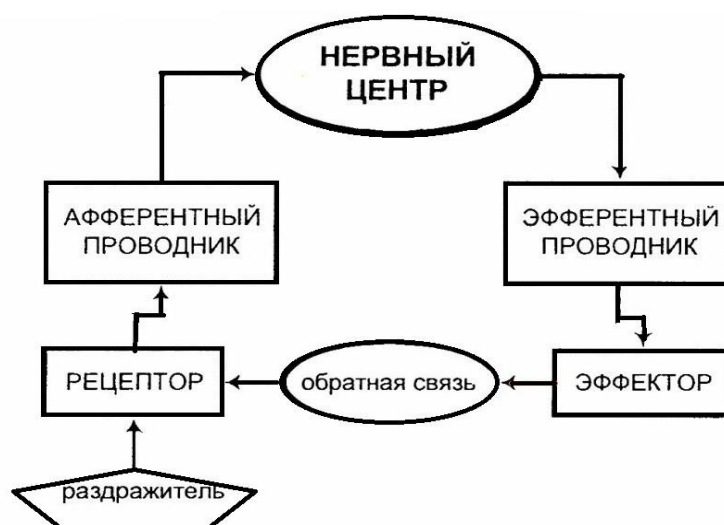 НЕРВНЫЙ
ЦЕНТР
АФФЕРЕНТНЫЙ
ПРОВОДНИК
ЭФФЕРЕНТНЫЙ
ПРОВОДНИК
РЕЦЕПТОР
обратная связь
ЭФФЕКТОР
раздражитель